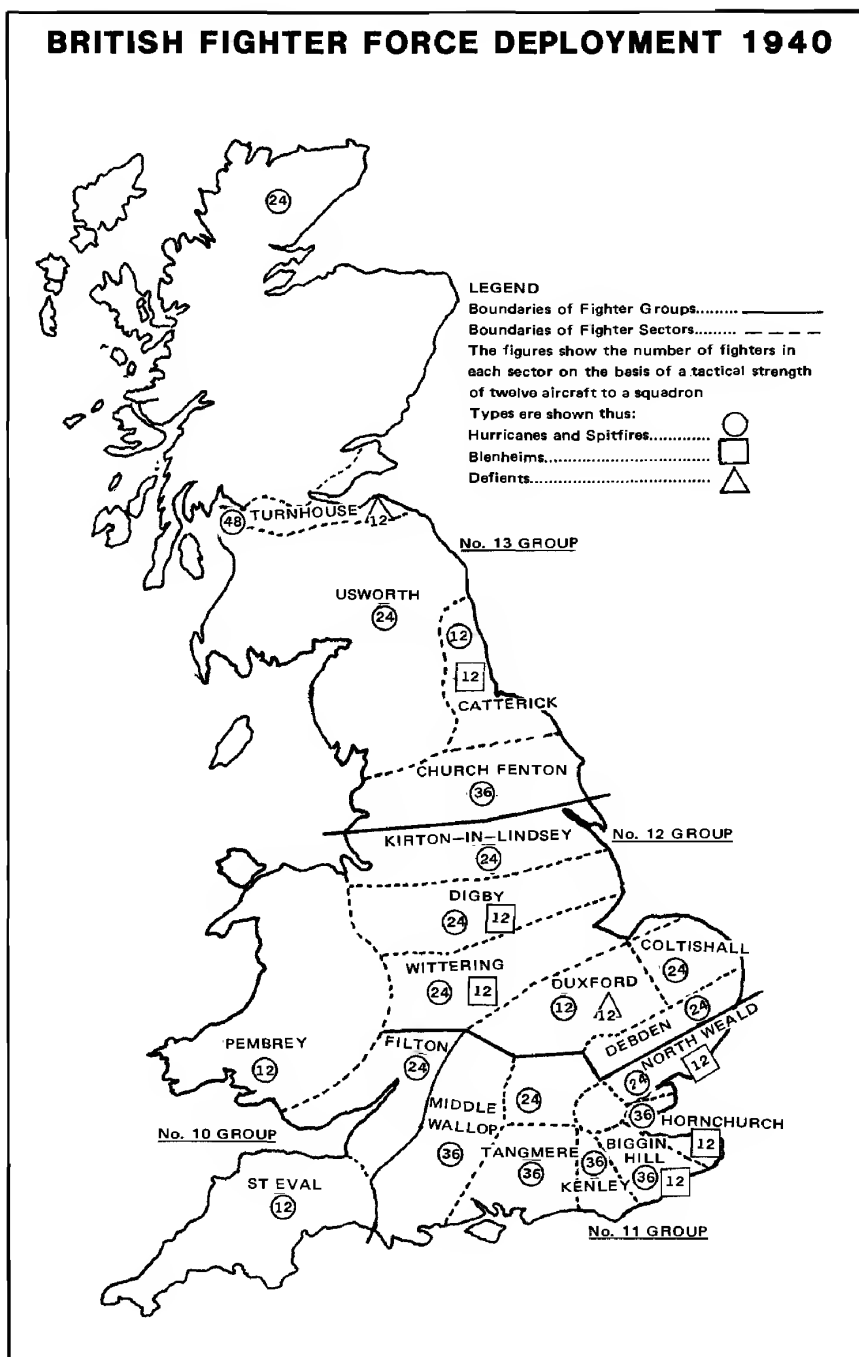 BRITISH FIGHTER FORCE DEPLOYMENT 1940
24
LEGEND
Boundaries of Fighter Groups.........
Boundaries of Fighter Sectors........
The figures show the number of fighters in
each sector on the basis of a tactical strength
of twelve aircraft to a squadron
Types ere shown thus:
Hurricanes and Spitfires.............
Blenheims...................................
Defients.....................................
48 TURNHOUSE 12
No. 13 GROUP
USWORTH
24
12
12
CATTERICK
CHURCH FENTON
36
KIRTON-IN-LINDSEY
24
No. 12 GROUP
DIGBY
24 12
WITTERING
24 12
DUXFORD
12 12
COLTISHALL
24
DEBDEN 24
NORTH WEALD
24 12
PEMBREY
12
FILTON
24
No. 10 GROUP
MIDDLE
WALLOP
36
24
36 HORNCHURCH
12
TANGMERE
36
36
KENLEY
BIGGIN
HILL
36 12
ST EVAL
12
No. 11 GROUP